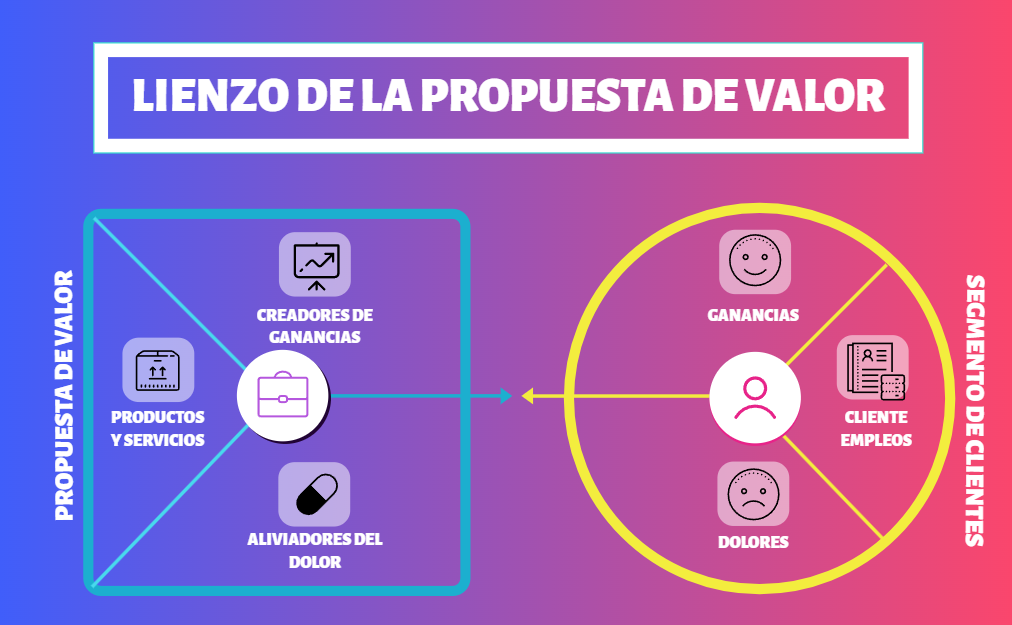 LIENZO DE LA PROPUESTA DE VALOR
PROPUESTA DE VALOR
CREADORES DE
GANANCIAS
PRODUCTOS
Y SERVICIOS
ALIVIADORES DEL
DOLOR
GANANCIAS
CLIENTE
EMPLEOS
DOLORES
SEGMENTO DE CLIENTES